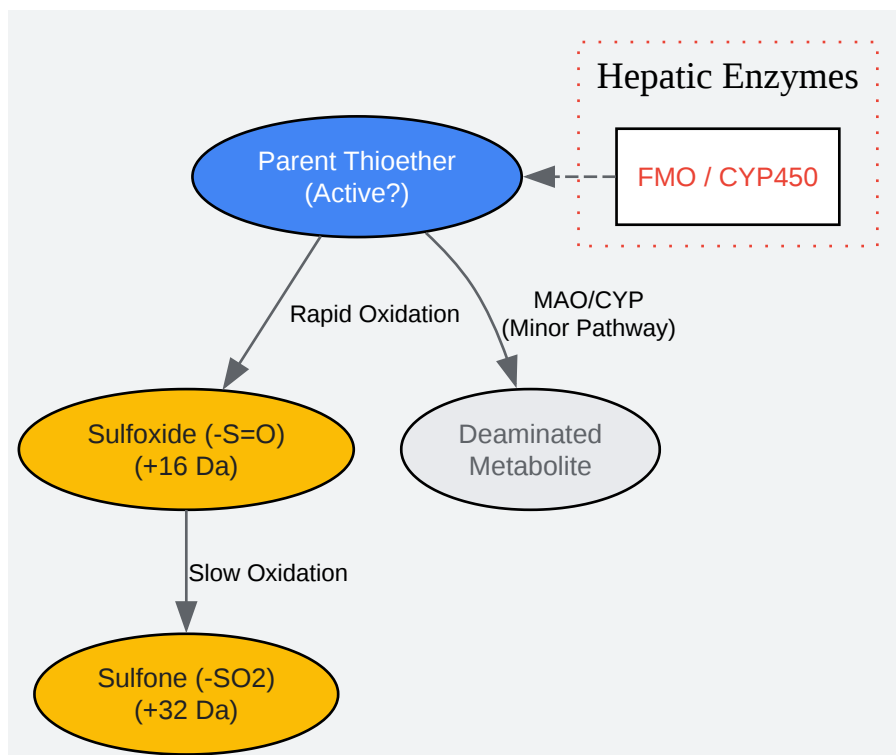 Hepatic Enzymes
FMO / CYP450
Parent Thioether
(Active?)
Rapid Oxidation
MAO/CYP
(Minor Pathway)
Sulfoxide (-S=O)
(+16 Da)
Deaminated
Metabolite
Slow Oxidation
Sulfone (-SO2)
(+32 Da)